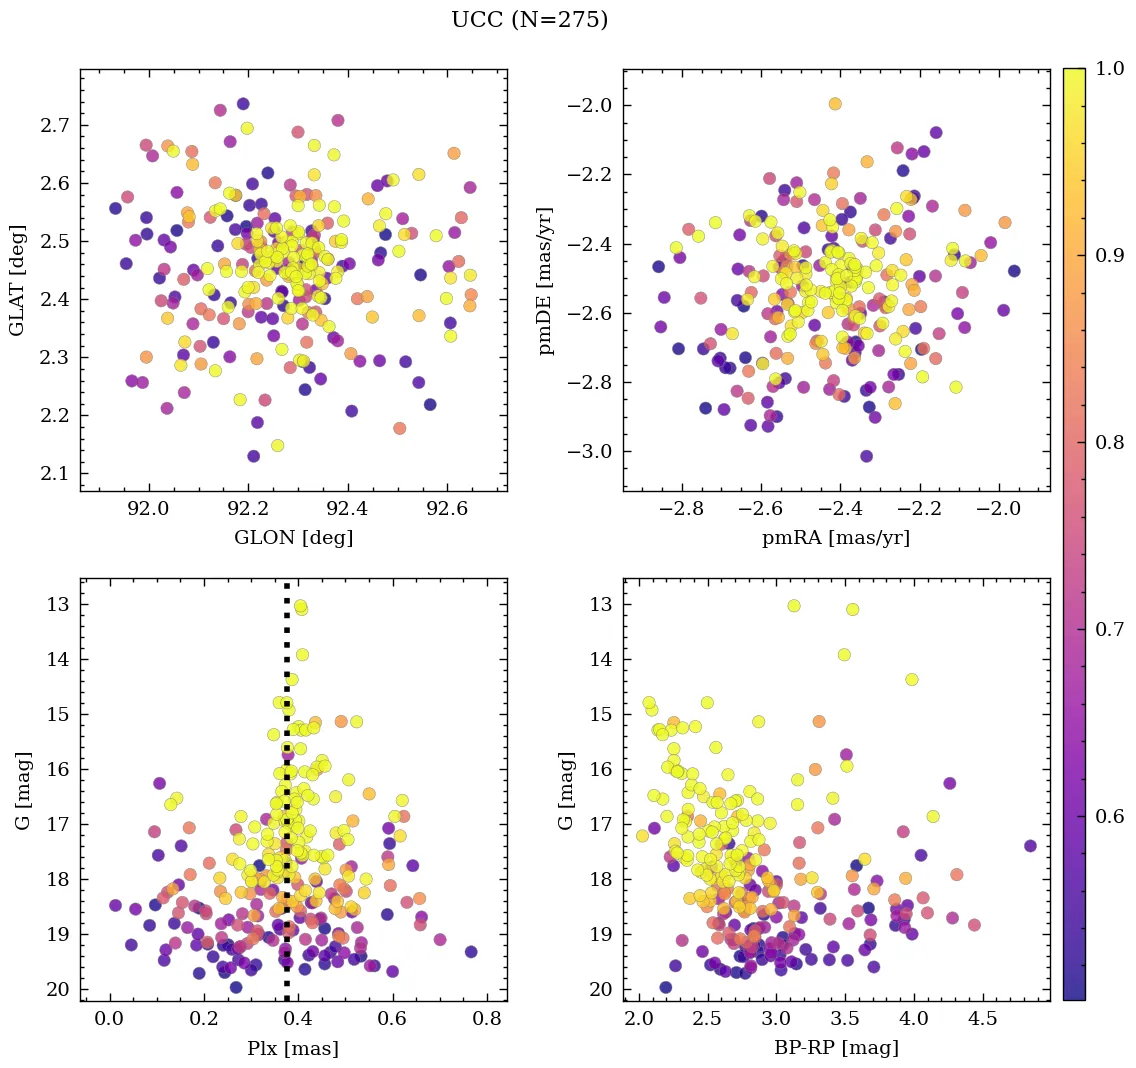 UCC (N=275)
2.7
2.6
2.5
2.4
2.3
2.2
2.1
GLAT [deg]
92.0 92.2 92.4 92.6
GLON [deg]
−2.0
−2.2
−2.4
−2.6
−2.8
−3.0
pmDE [mas/yr]
−2.8 −2.6 −2.4 −2.2 −2.0
pmRA [mas/yr]
1.0
0.9
0.8
0.7
0.6
13
14
15
16
17
18
19
20
G [mag]
0.0 0.2 0.4 0.6 0.8
Plx [mas]
13
14
15
16
17
18
19
20
G [mag]
2.0 2.5 3.0 3.5 4.0 4.5
BP-RP [mag]